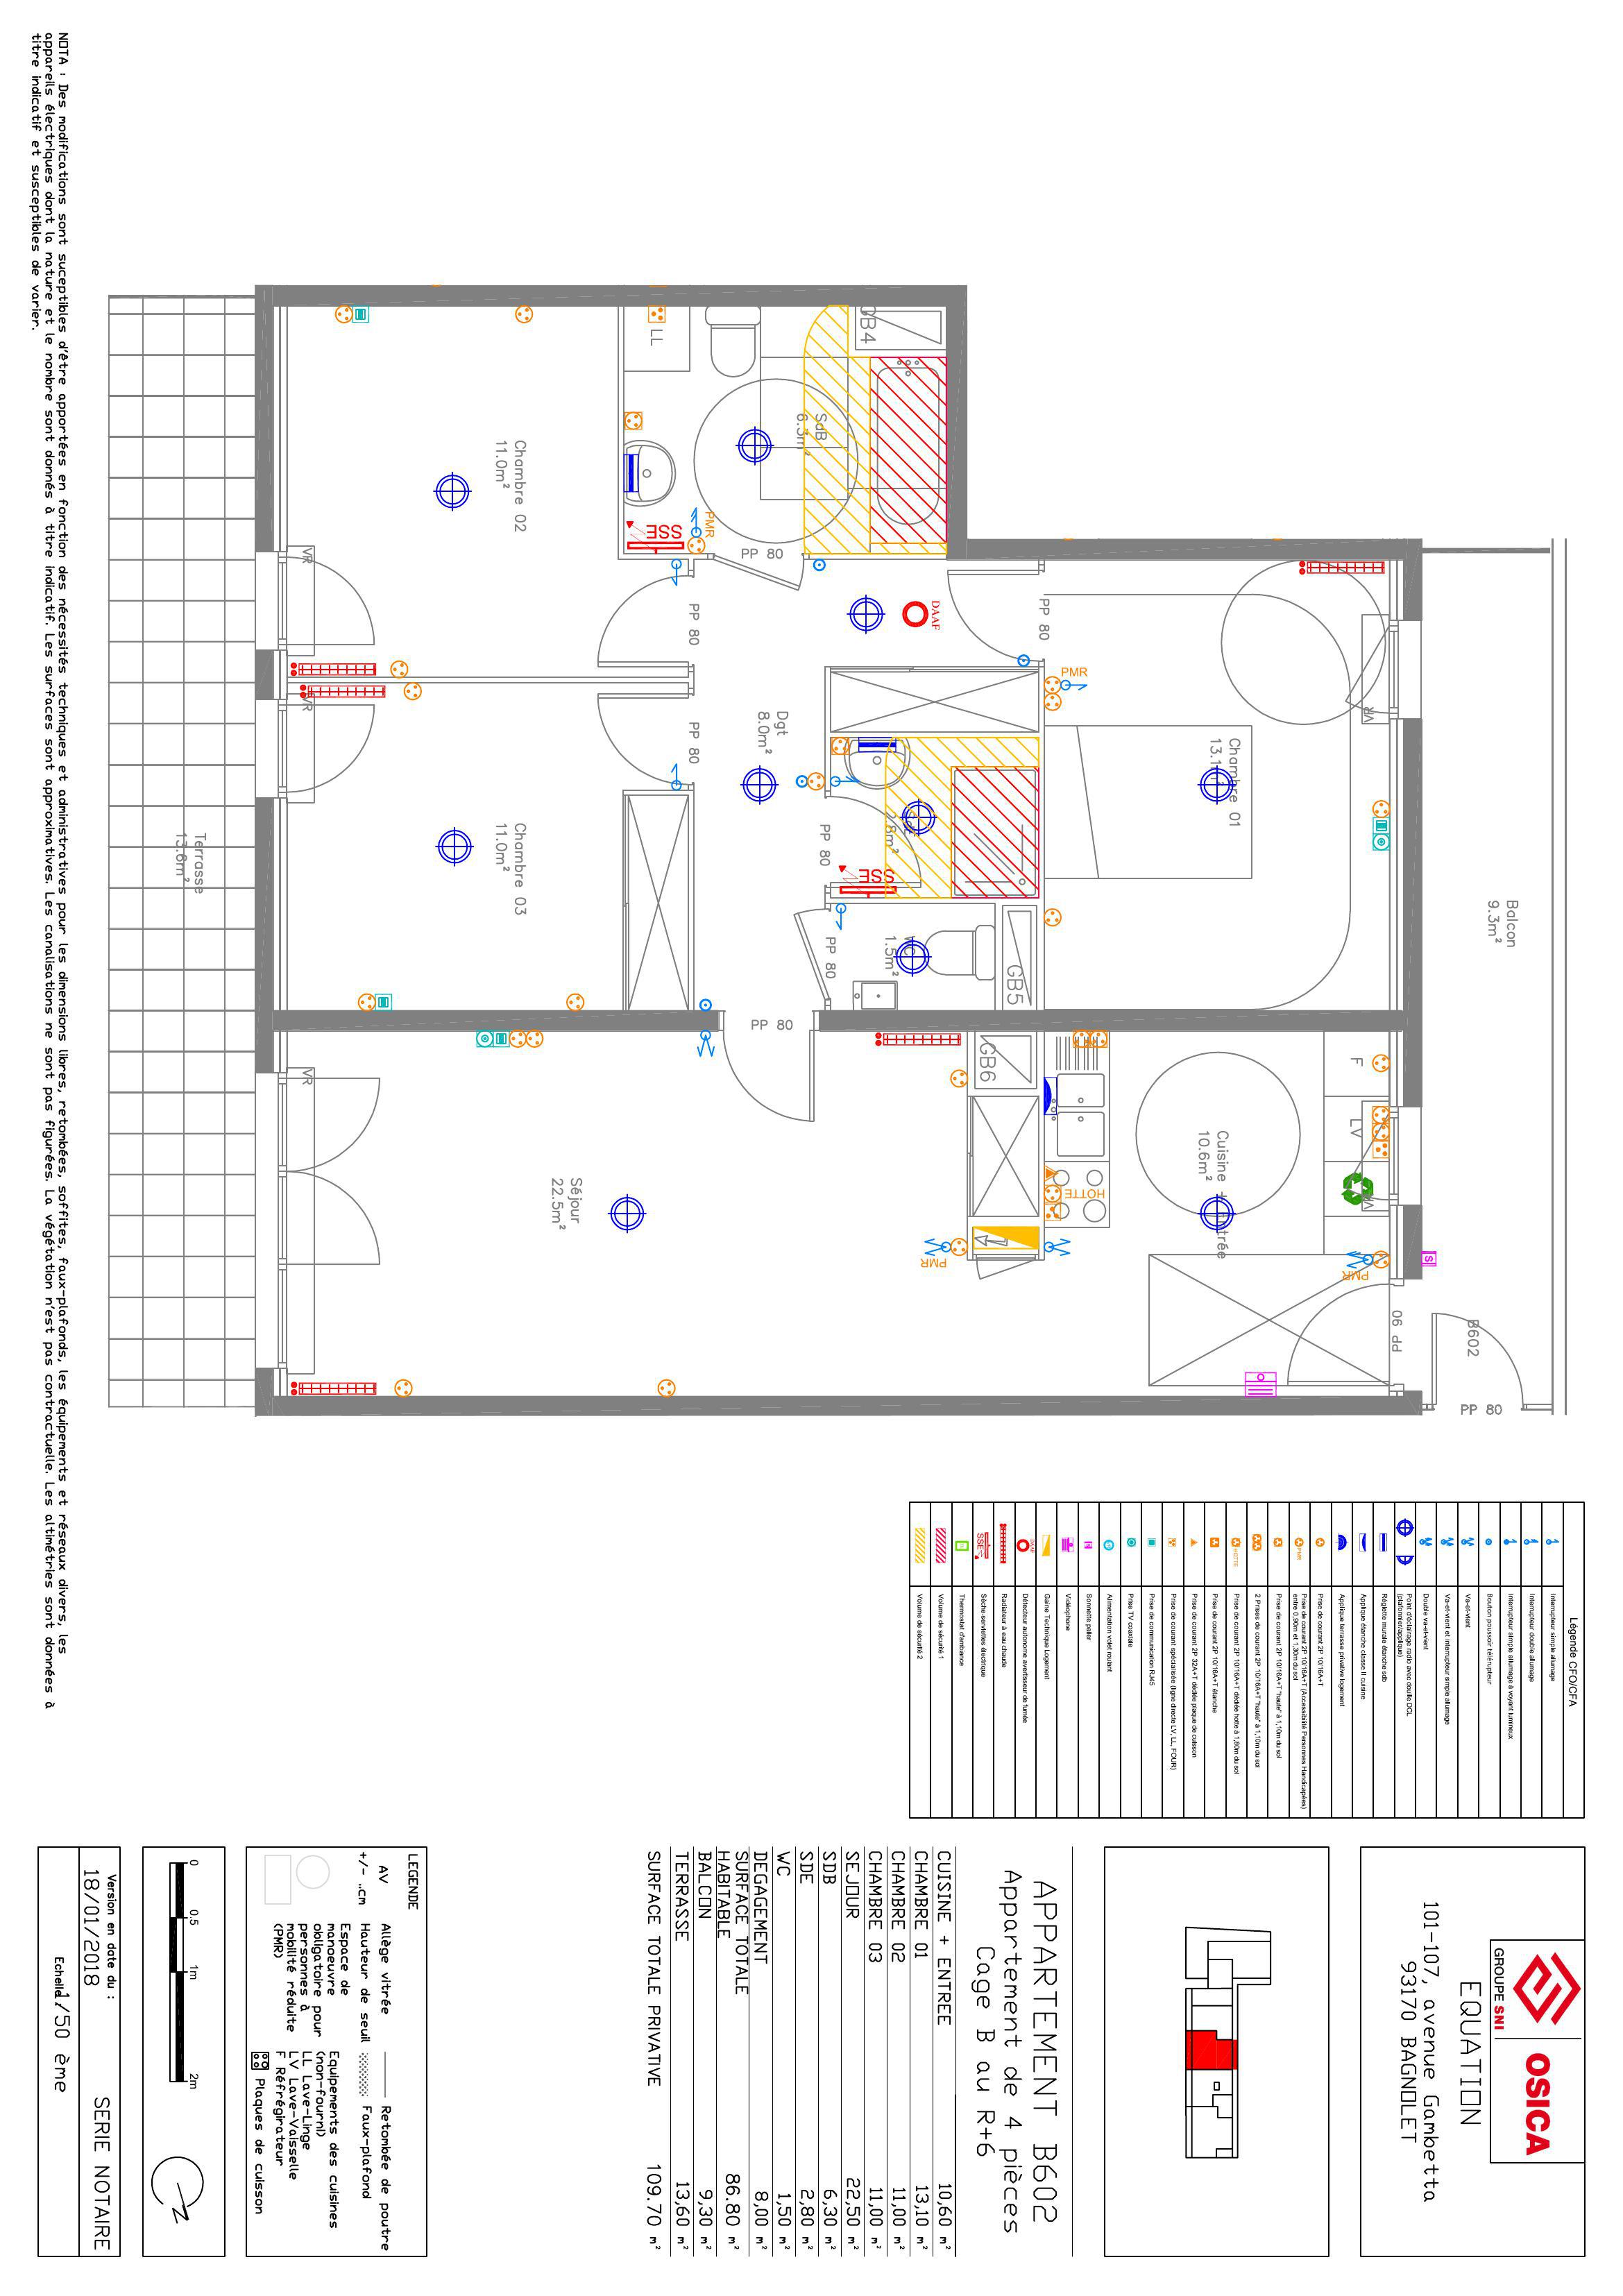 GROUPE SNI
OSICA
EQUATION
101-107, avenue Gambetta
93170 BAGNOLET
APPARTEMENT B602
Appartement de 4 pièces
Cage B au R+6
CUISINE + ENTREE 10,60 m²
CHAMBRE 01 13,10 m²
CHAMBRE 02 11,00 m²
CHAMBRE 03 11,00 m²
SEJOUR 22,50 m²
SDB 6,30 m²
SDE 2,80 m²
WC 1,50 m²
DEGAGEMENT 8,00 m²
SURFACE TOTALE
HABITABLE 86.80 m²
BALCON 9,30 m²
TERRASSE 13,60 m²
SURFACE TOTALE PRIVATIVE 109.70 m²
LEGENDE
AV Allège vitrée
+/- ..cm Hauteur de seuil
Espace de
manoeuvre
obligatoire pour
personnes à
mobilité réduite
(PMR)
Retombée de poutre
Faux-plafond
Equipements des cuisines
(non-fourni)
LL Lave-Linge
LV Lave-Vaisselle
F Réfrigérateur
Plaques de cuisson
0 0.5 1m 2m
Version en date du :
18/01/2018
SERIE NOTAIRE
Echelle 1/50 ème
Légende CFO/CFA
Interrupteur simple allumage
Interrupteur double allumage
Interrupteur simple allumage à voyant lumineux
Bouton poussoir télérupteur
Va-et-vient
Va-et-vient et interrupteur simple allumage
Double va-et-vient
Point d'éclairage radio avec douille DCL
(plafonnier/applique)
Réglette murale étanche sdb
Applique étanche classe II cuisine
Applique terrasse privative logement
Prise de courant 2P 10/16A+T
PMR
Prise de courant 2P 10/16A+T (Accessibilité Personnes Handicapées)
entre 0,90m et 1,30m du sol
Prise de courant 2P 10/16A+T "haute" à 1,10m du sol
2 Prises de courant 2P 10/16A+T "haute" à 1,10m du sol
HOTTE
Prise de courant 2P 10/16A+T dédiée hotte à 1,80m du sol
Prise de courant 2P 10/16A+T étanche
Prise de courant 2P 32A+T dédiée plaque de cuisson
Prise de courant spécialisée (ligne directe LV, LL, FOUR)
Prise de communication RJ45
Prise TV coaxiale
Alimentation volet roulant
Sonnette palier
Vidéophone
Gaine Technique Logement
DAAF
Détecteur autonome avertisseur de fumée
Radiateur à eau chaude
SSE
Sèche-serviettes électrique
Thermostat d'ambiance
Volume de sécurité 1
Volume de sécurité 2
Balcon
9.3m²
B602
PP 80
PP 90
PMR
S
VR
F
LV
Cuisine + Entrée
10.6m²
HOTTE
PMR
GB6
Chambre 01
13.1m²
VR
PP 80
PMR
GB5
WC
1.5m²
PP 80
2.8m²
SSE
PP 80
DAAF
Dgt
8.0m²
PP 80
GB4
SdB
6.3m²
LL
SSE
PMR
PP 80
Chambre 02
11.0m²
PP 80
VR
Chambre 03
11.0m²
PP 80
VR
Séjour
22.5m²
VR
Terrasse
13.6m²
NOTA : Des modifications sont suceptibles d'être apportées en fonction des nécessités techniques et administratives pour les dimensions libres, retombées, soffites, faux-plafonds, les équipements et réseaux divers, les
appareils électriques dont la nature et le nombre sont donnés à titre indicatif. Les surfaces sont approximatives. Les canalisations ne sont pas figurées. La végétation n'est pas contractuelle. Les altimétries sont données à
titre indicatif et susceptibles de varier.